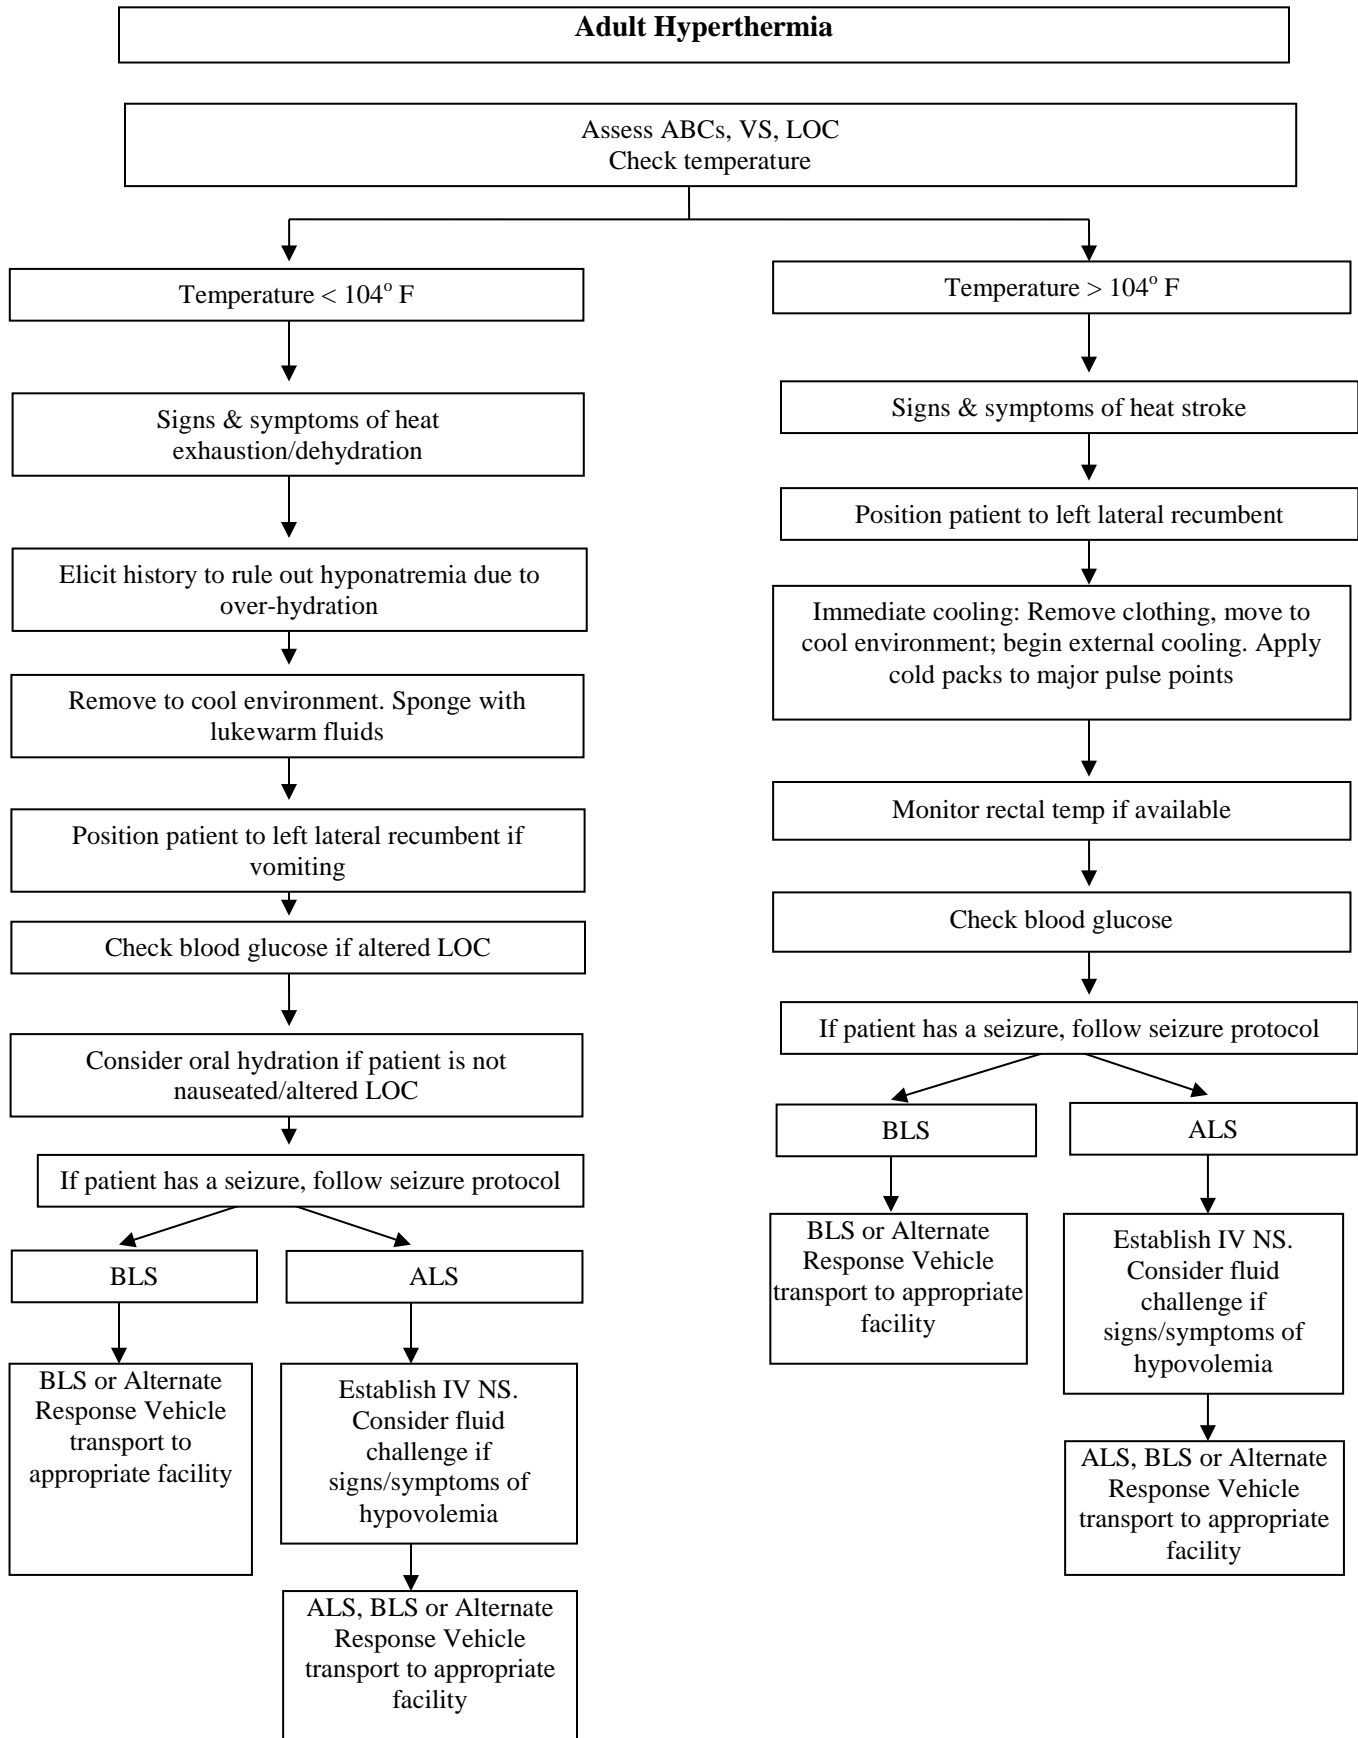 Adult Hyperthermia
Assess ABCs, VS, LOC
Check temperature
Temperature < 104° F
Signs & symptoms of heat
exhaustion/dehydration
Elicit history to rule out hyponatremia due to
over-hydration
Remove to cool environment. Sponge with
lukewarm fluids
Position patient to left lateral recumbent if
vomiting
Check blood glucose if altered LOC
Consider oral hydration if patient is not
nauseated/altered LOC
If patient has a seizure, follow seizure protocol
BLS
BLS or Alternate
Response Vehicle
transport to
appropriate facility
ALS
Establish IV NS.
Consider fluid
challenge if
signs/symptoms of
hypovolemia
ALS, BLS or Alternate
Response Vehicle
transport to appropriate
facility
Temperature > 104° F
Signs & symptoms of heat stroke
Position patient to left lateral recumbent
Immediate cooling: Remove clothing, move to
cool environment; begin external cooling. Apply
cold packs to major pulse points
Monitor rectal temp if available
Check blood glucose
If patient has a seizure, follow seizure protocol
BLS
BLS or Alternate
Response Vehicle
transport to appropriate
facility
ALS
Establish IV NS.
Consider fluid
challenge if
signs/symptoms of
hypovolemia
ALS, BLS or Alternate
Response Vehicle
transport to appropriate
facility